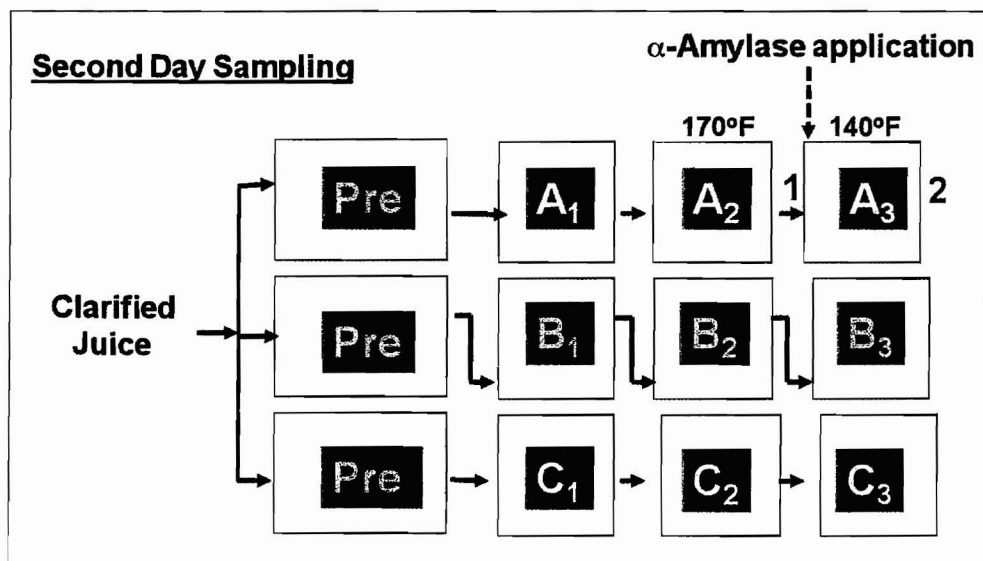 α-Amylase application
Second Day Sampling
170ºF 140ºF
Pre A₁ A₂ 1 A₃ 2
Clarified
Juice
Pre B₁ B₂ B₃
Pre C₁ C₂ C₃